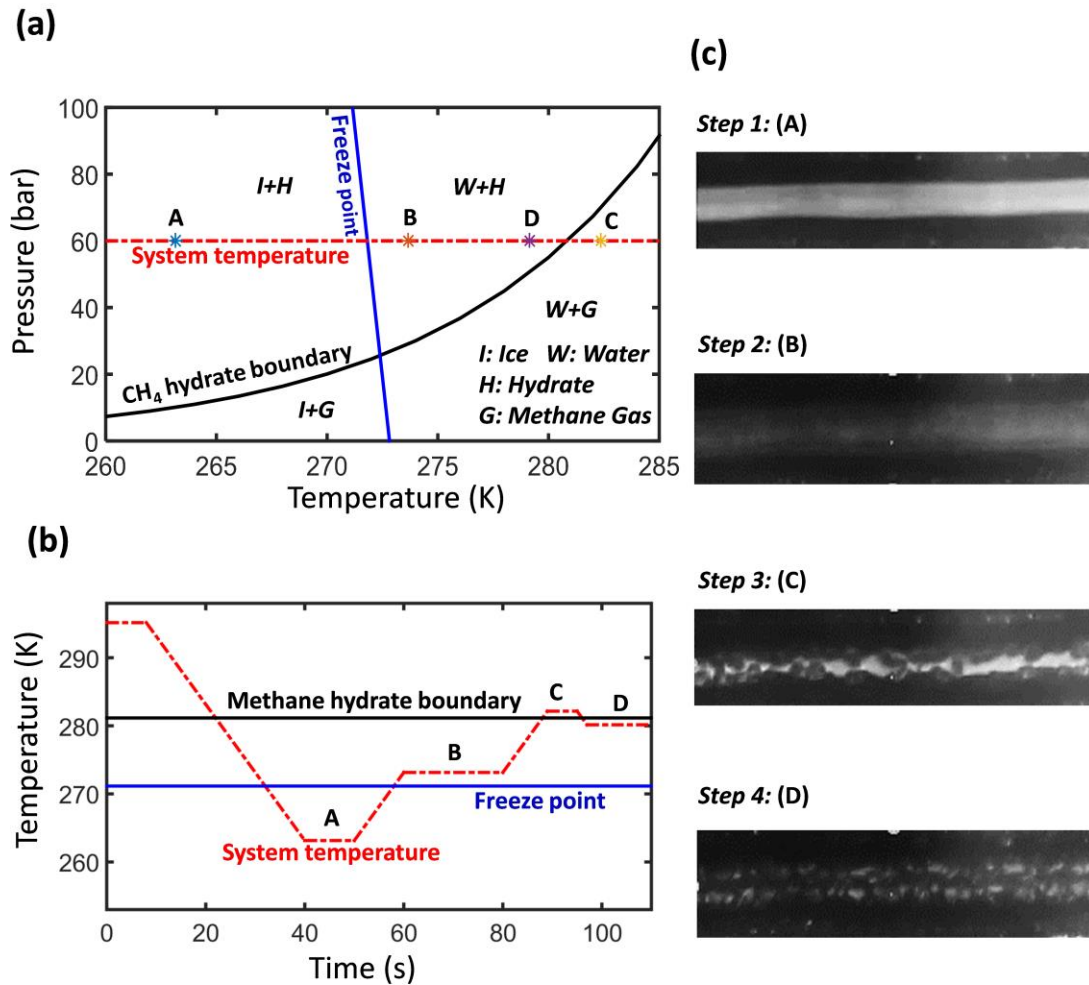 (a)
100
80
60
40
20
0
Pressure (bar)
260
265
270
275
280
285
Temperature (K)
I+H
W+H
Freeze point
A
B
D
C
System temperature
W+G
CH₄ hydrate boundary
I+G
I: Ice W: Water
H: Hydrate
G: Methane Gas
(b)
290
280
270
260
Temperature (K)
0
20
40
60
80
100
Time (s)
Methane hydrate boundary
C
D
B
A
Freeze point
System temperature
(c)
Step 1: (A)
Step 2: (B)
Step 3: (C)
Step 4: (D)